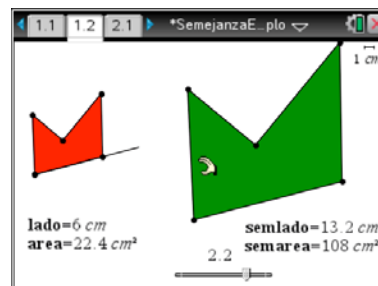 1.1 1.2 2.1 *SemejanzaE…plo
1 cm
lado=6 cm
area=22.4 cm²
semlado=13.2 cm
semarea=108 cm²
2.2